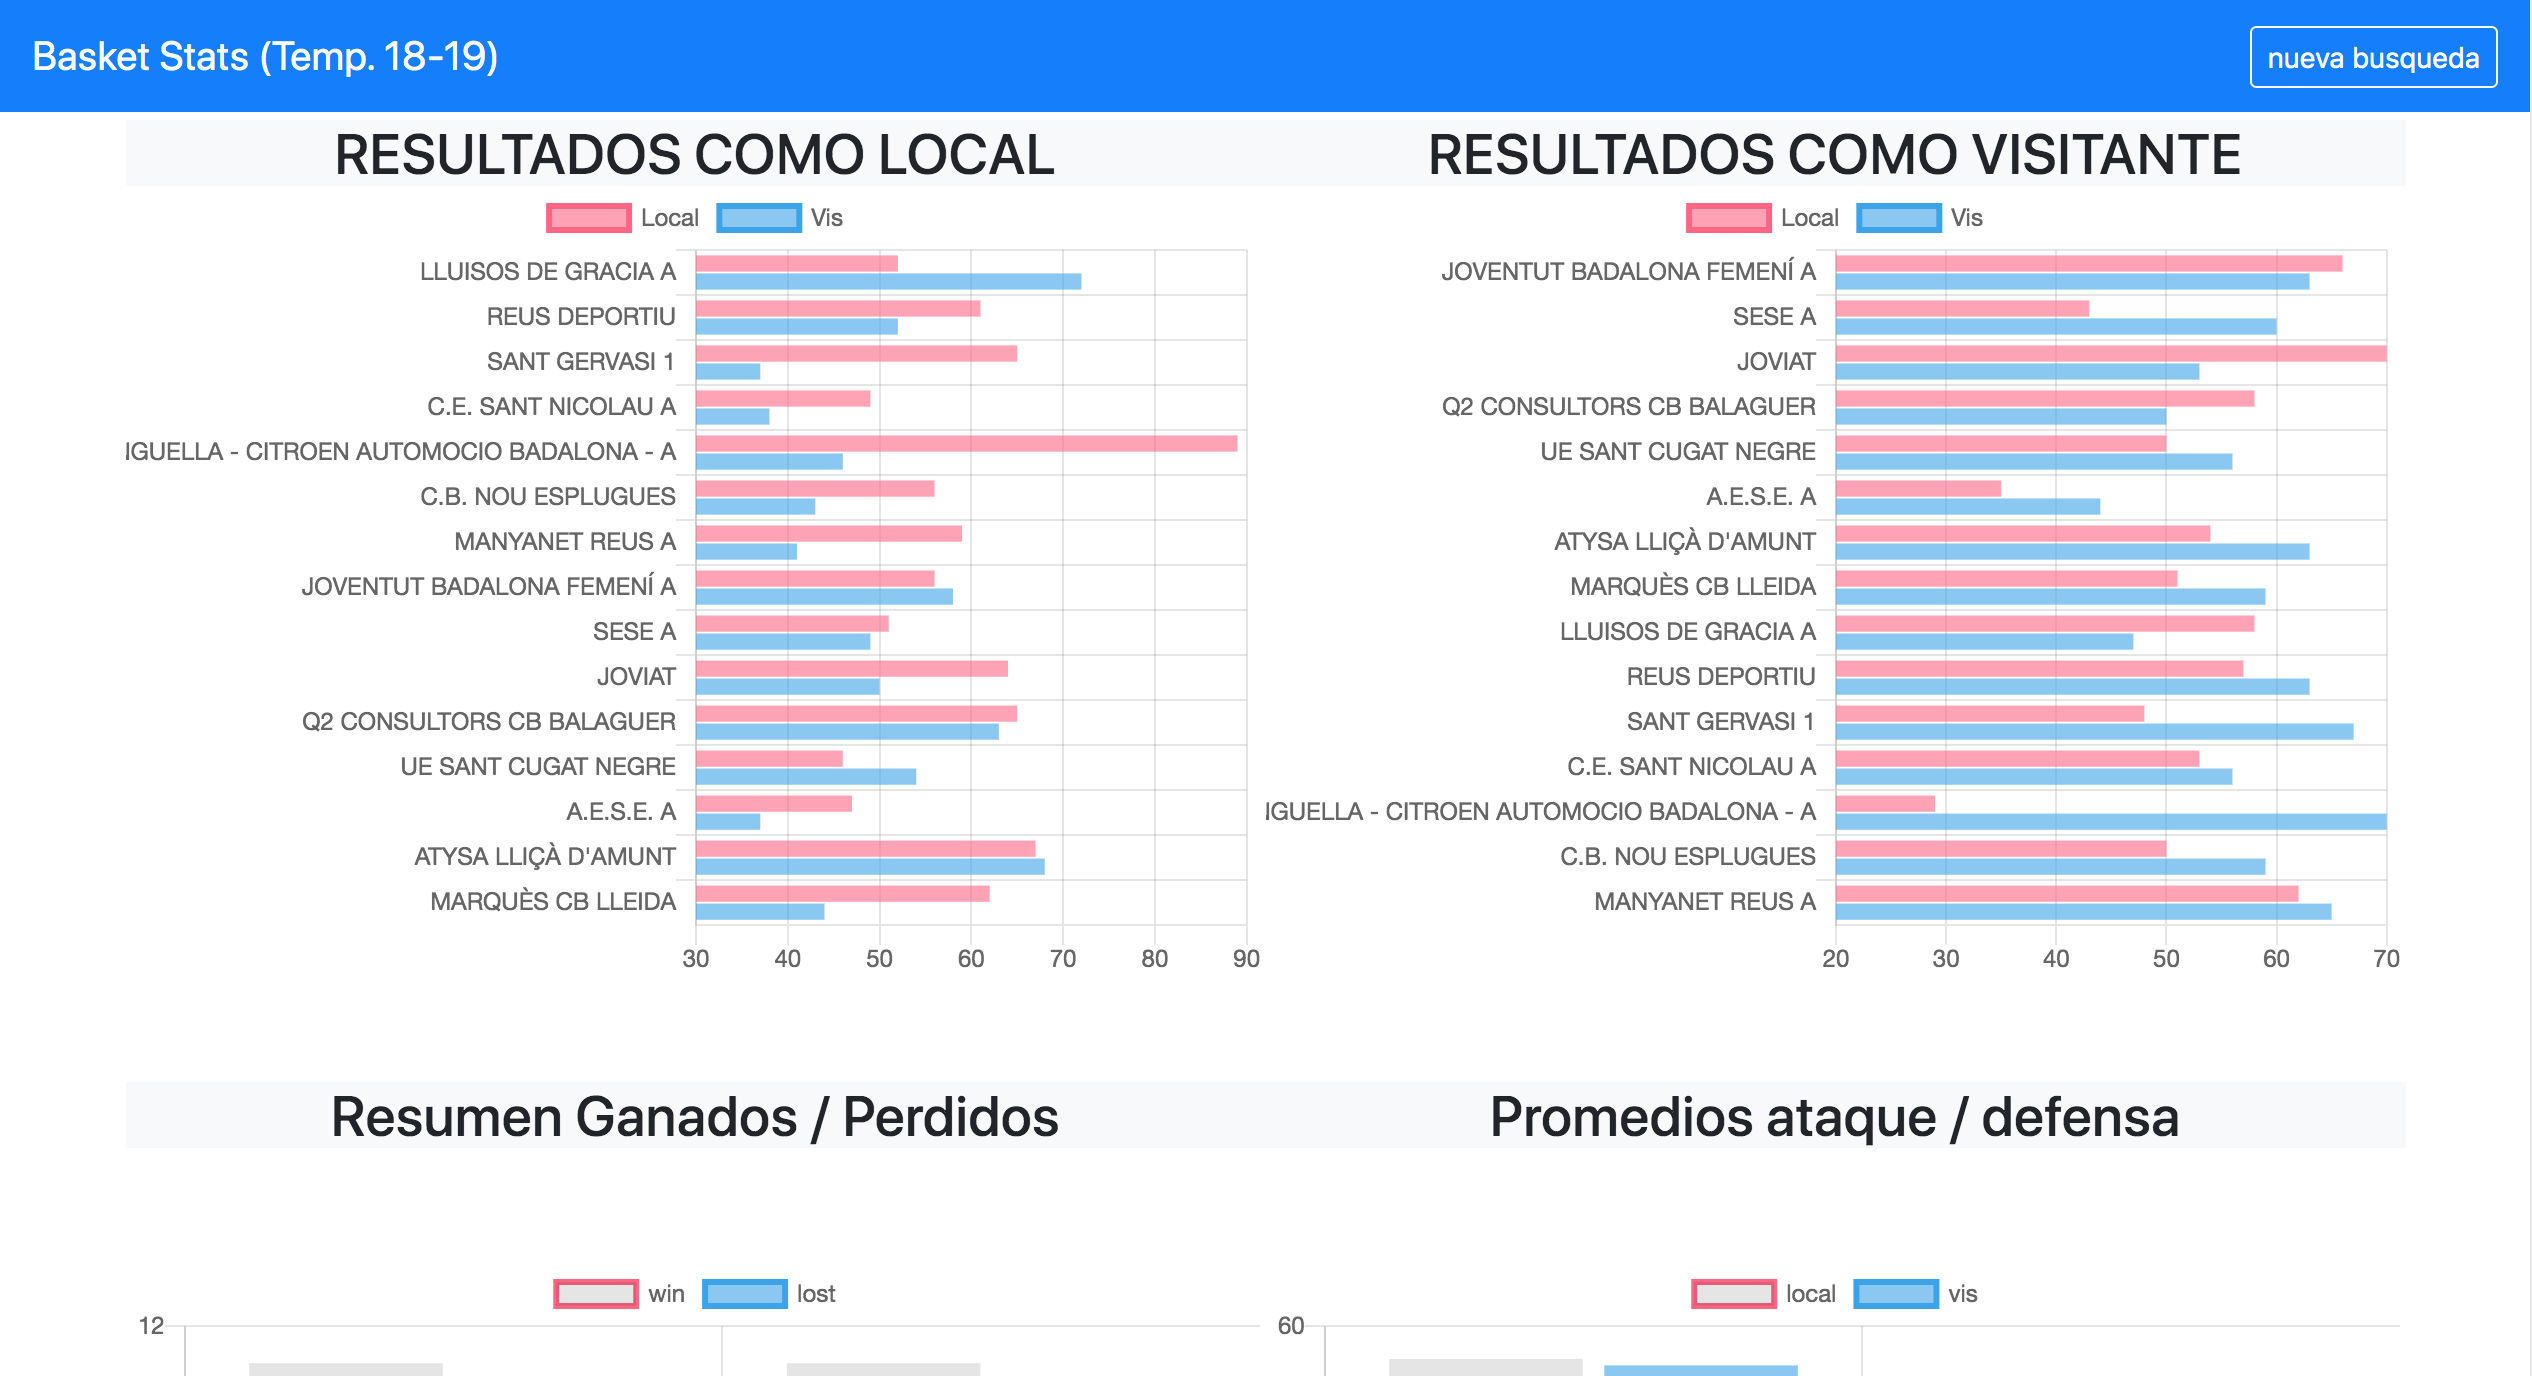 Basket Stats (Temp. 18-19)
nueva busqueda
RESULTADOS COMO LOCAL
Local Vis
LLUISOS DE GRACIA A
REUS DEPORTIU
SANT GERVASI 1
C.E. SANT NICOLAU A
IGUELLA - CITROEN AUTOMOCIO BADALONA - A
C.B. NOU ESPLUGUES
MANYANET REUS A
JOVENTUT BADALONA FEMENÍ A
SESE A
JOVIAT
Q2 CONSULTORS CB BALAGUER
UE SANT CUGAT NEGRE
A.E.S.E. A
ATYSA LLIÇÀ D'AMUNT
MARQUÈS CB LLEIDA
30 40 50 60 70 80 90
RESULTADOS COMO VISITANTE
Local Vis
JOVENTUT BADALONA FEMENÍ A
SESE A
JOVIAT
Q2 CONSULTORS CB BALAGUER
UE SANT CUGAT NEGRE
A.E.S.E. A
ATYSA LLIÇÀ D'AMUNT
MARQUÈS CB LLEIDA
LLUISOS DE GRACIA A
REUS DEPORTIU
SANT GERVASI 1
C.E. SANT NICOLAU A
IGUELLA - CITROEN AUTOMOCIO BADALONA - A
C.B. NOU ESPLUGUES
MANYANET REUS A
20 30 40 50 60 70
Resumen Ganados / Perdidos
win lost
12
Promedios ataque / defensa
local vis
60